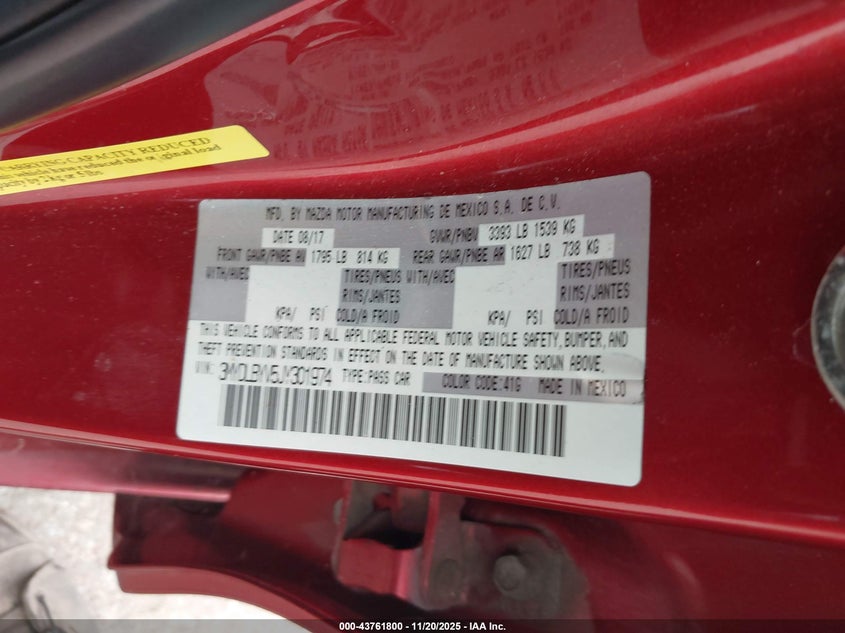 CARRYING CAPACITY REDUCED
MFD. BY MAZDA MOTOR MANUFACTURING DE MEXICO S.A. DE C.V.
DATE 08/17 GVWR/PNBV 3393 LB 1539 KG
FRONT GAWR/PNBE AV 1795 LB 814 KG REAR GAWR/PNBE AR 1627 LB 738 KG
WITH/AVEC TIRES/PNEUS WITH/AVEC TIRES/PNEUS
RIMS/JANTES RIMS/JANTES
KPA/ PSI COLD/A FROID KPA/ PSI COLD/A FROID
THIS VEHICLE CONFORMS TO ALL APPLICABLE FEDERAL MOTOR VEHICLE SAFETY, BUMPER, AND
THEFT PREVENTION STANDARDS IN EFFECT ON THE DATE OF MANUFACTURE SHOWN ABOVE.
VIN: TYPE:PASS CAR COLOR CODE:41G MADE IN MEXICO
000-43761800 — 11/20/2025 — IAA Inc.